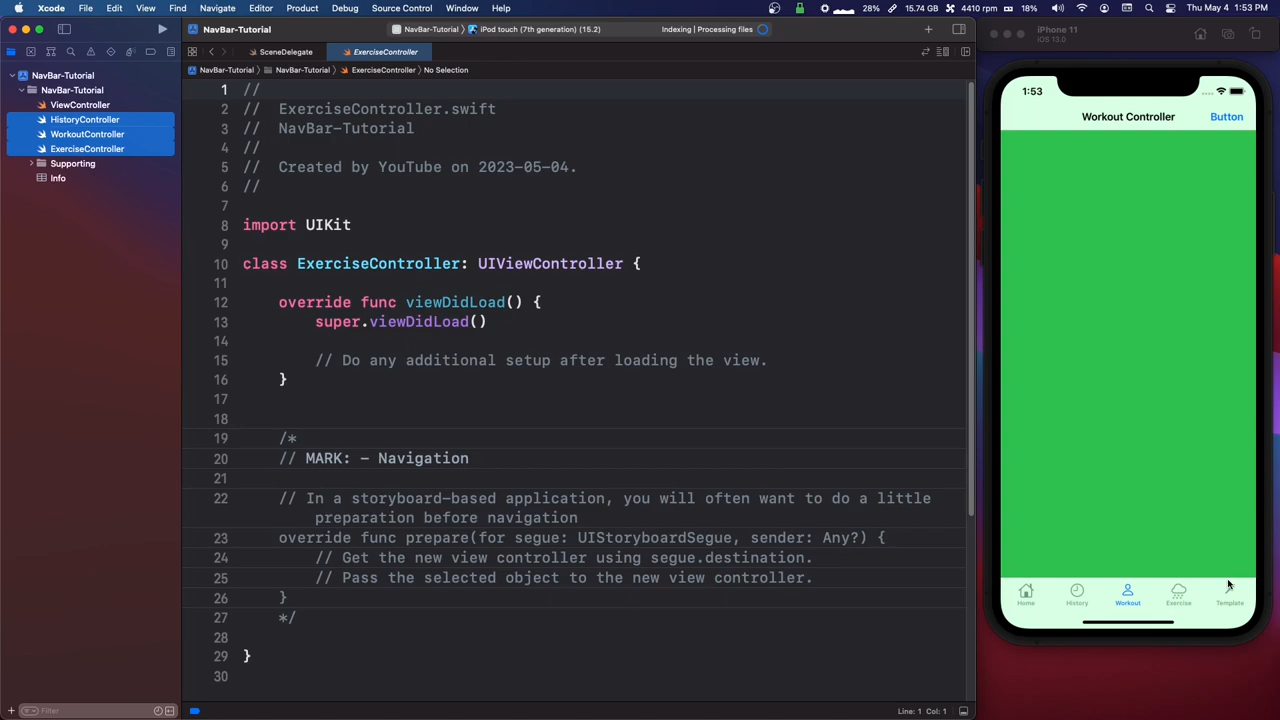 Xcode File Edit View Find Navigate Editor Product Debug Source Control Window Help 28% 15.74 GB 4410 rpm 18% Thu May 4 1:53 PM
NavBar-Tutorial
NavBar-Tutorial iPod touch (7th generation) (15.2)
Indexing | Processing files
SceneDelegate
ExerciseController
NavBar-Tutorial NavBar-Tutorial ExerciseController No Selection
NavBar-Tutorial
NavBar-Tutorial
ViewController
HistoryController
WorkoutController
ExerciseController
Supporting
Info
Filter
1 //
2 // ExerciseController.swift
3 // NavBar-Tutorial
4 //
5 // Created by YouTube on 2023-05-04.
6 //
7
8 import UIKit
9
10 class ExerciseController: UIViewController {
11
12 override func viewDidLoad() {
13 super.viewDidLoad()
14
15 // Do any additional setup after loading the view.
16 }
17
18
19 /*
20 // MARK: - Navigation
21
22 // In a storyboard-based application, you will often want to do a little
preparation before navigation
23 override func prepare(for segue: UIStoryboardSegue, sender: Any?) {
24 // Get the new view controller using segue.destination.
25 // Pass the selected object to the new view controller.
26 }
27 */
28
29 }
30
Line: 1 Col: 1
iPhone 11
iOS 13.0
1:53
Workout Controller Button
Home History Workout Exercise Template